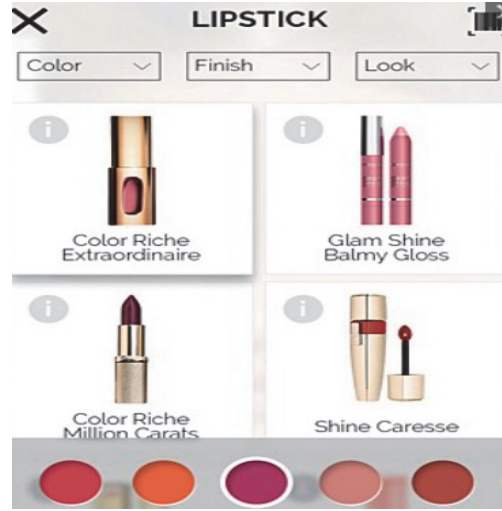 LIPSTICK
Color
Finish
Look
Color Riche
Extraordinaire
Glam Shine
Balmy Gloss
Color Riche
Million Carats
Shine Caresse